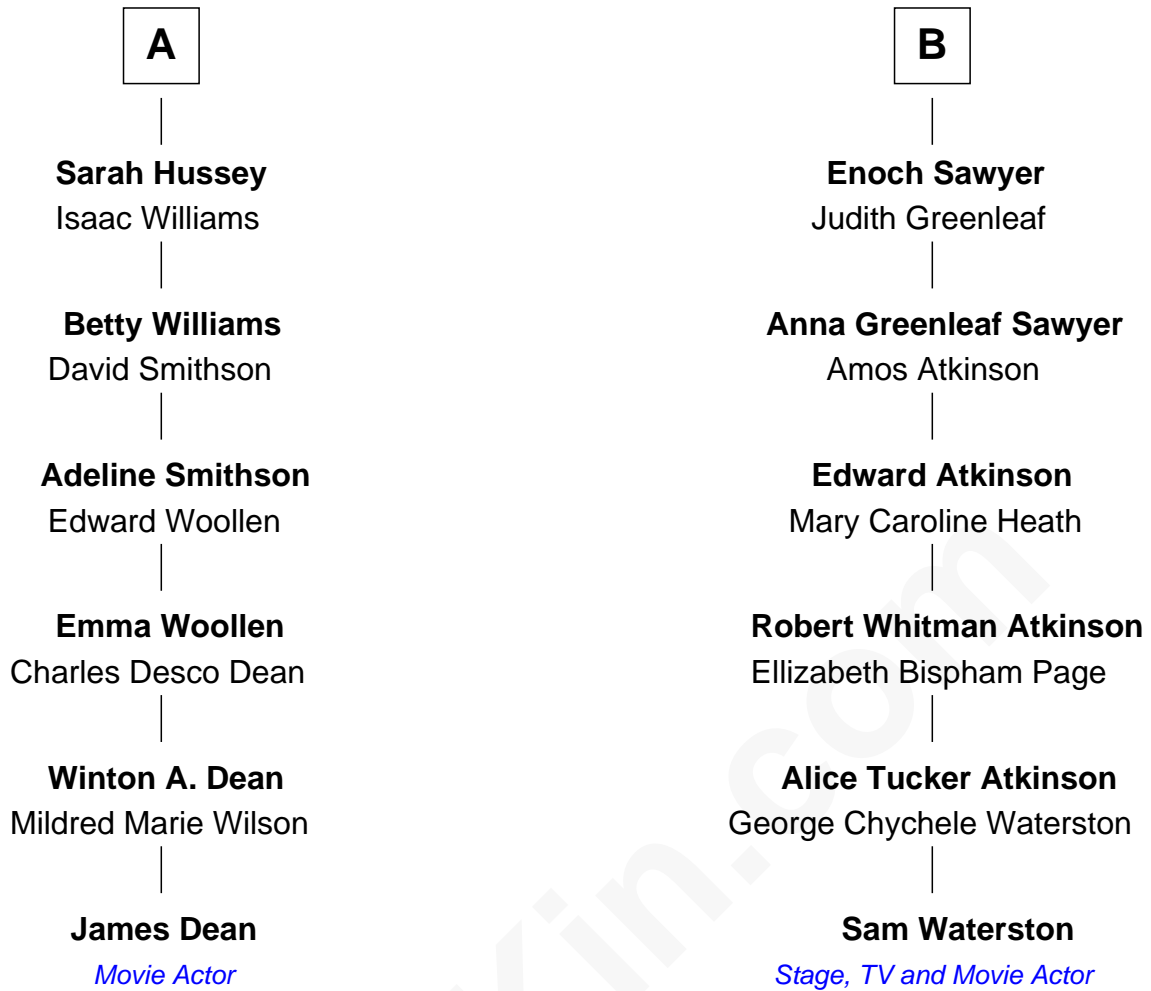 A
Sarah Hussey
Isaac Williams
Betty Williams
David Smithson
Adeline Smithson
Edward Woollen
Emma Woollen
Charles Desco Dean
Winton A. Dean
Mildred Marie Wilson
James Dean
Movie Actor
B
Enoch Sawyer
Judith Greenleaf
Anna Greenleaf Sawyer
Amos Atkinson
Edward Atkinson
Mary Caroline Heath
Robert Whitman Atkinson
Ellizabeth Bispham Page
Alice Tucker Atkinson
George Chychele Waterston
Sam Waterston
Stage, TV and Movie Actor